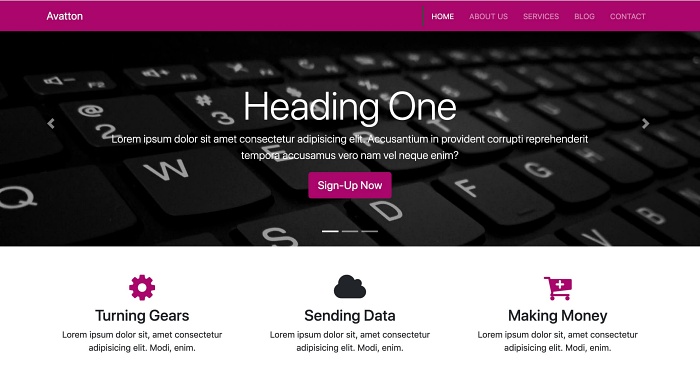 Avatton
HOME ABOUT US SERVICES BLOG CONTACT
Heading One
Lorem ipsum dolor sit amet consectetur adipisicing elit. Accusantium in provident corrupti reprehenderit
tempora accusamus vero nam vel neque enim?
Sign-Up Now
Turning Gears
Lorem ipsum dolor sit, amet consectetur
adipisicing elit. Modi, enim.
Sending Data
Lorem ipsum dolor sit, amet consectetur
adipisicing elit. Modi, enim.
Making Money
Lorem ipsum dolor sit, amet consectetur
adipisicing elit. Modi, enim.